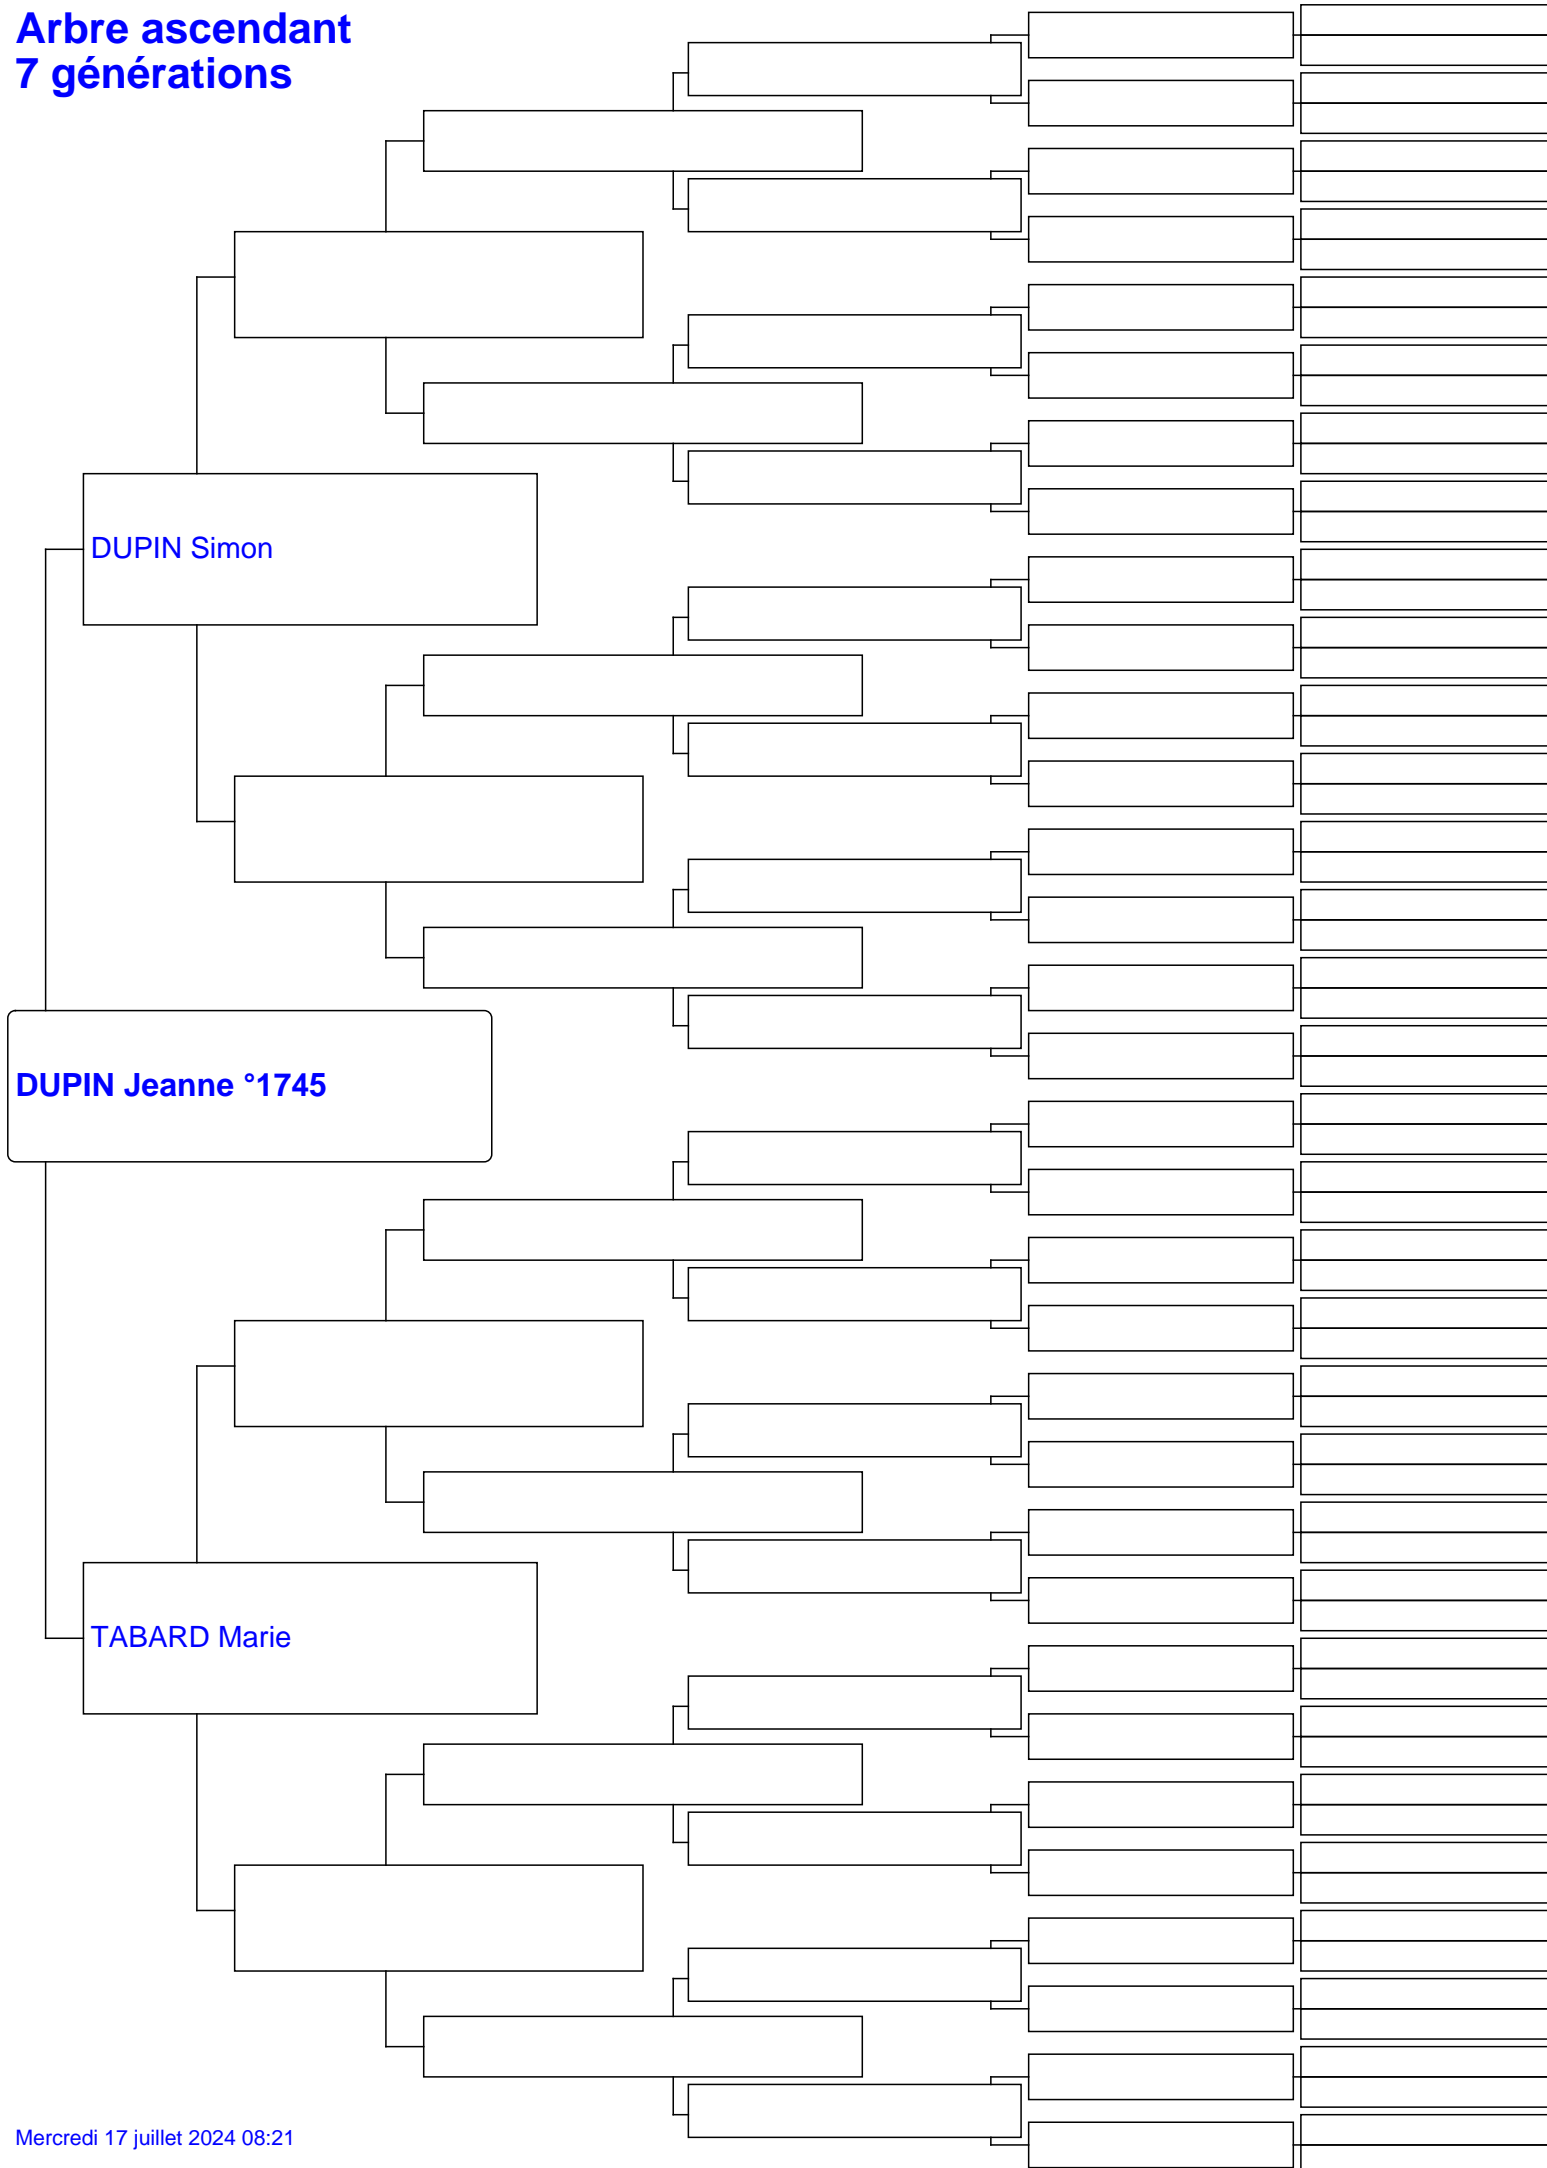 Arbre ascendant
7 générations
DUPIN Simon
DUPIN Jeanne °1745
TABARD Marie
Mercredi 17 juillet 2024 08:21